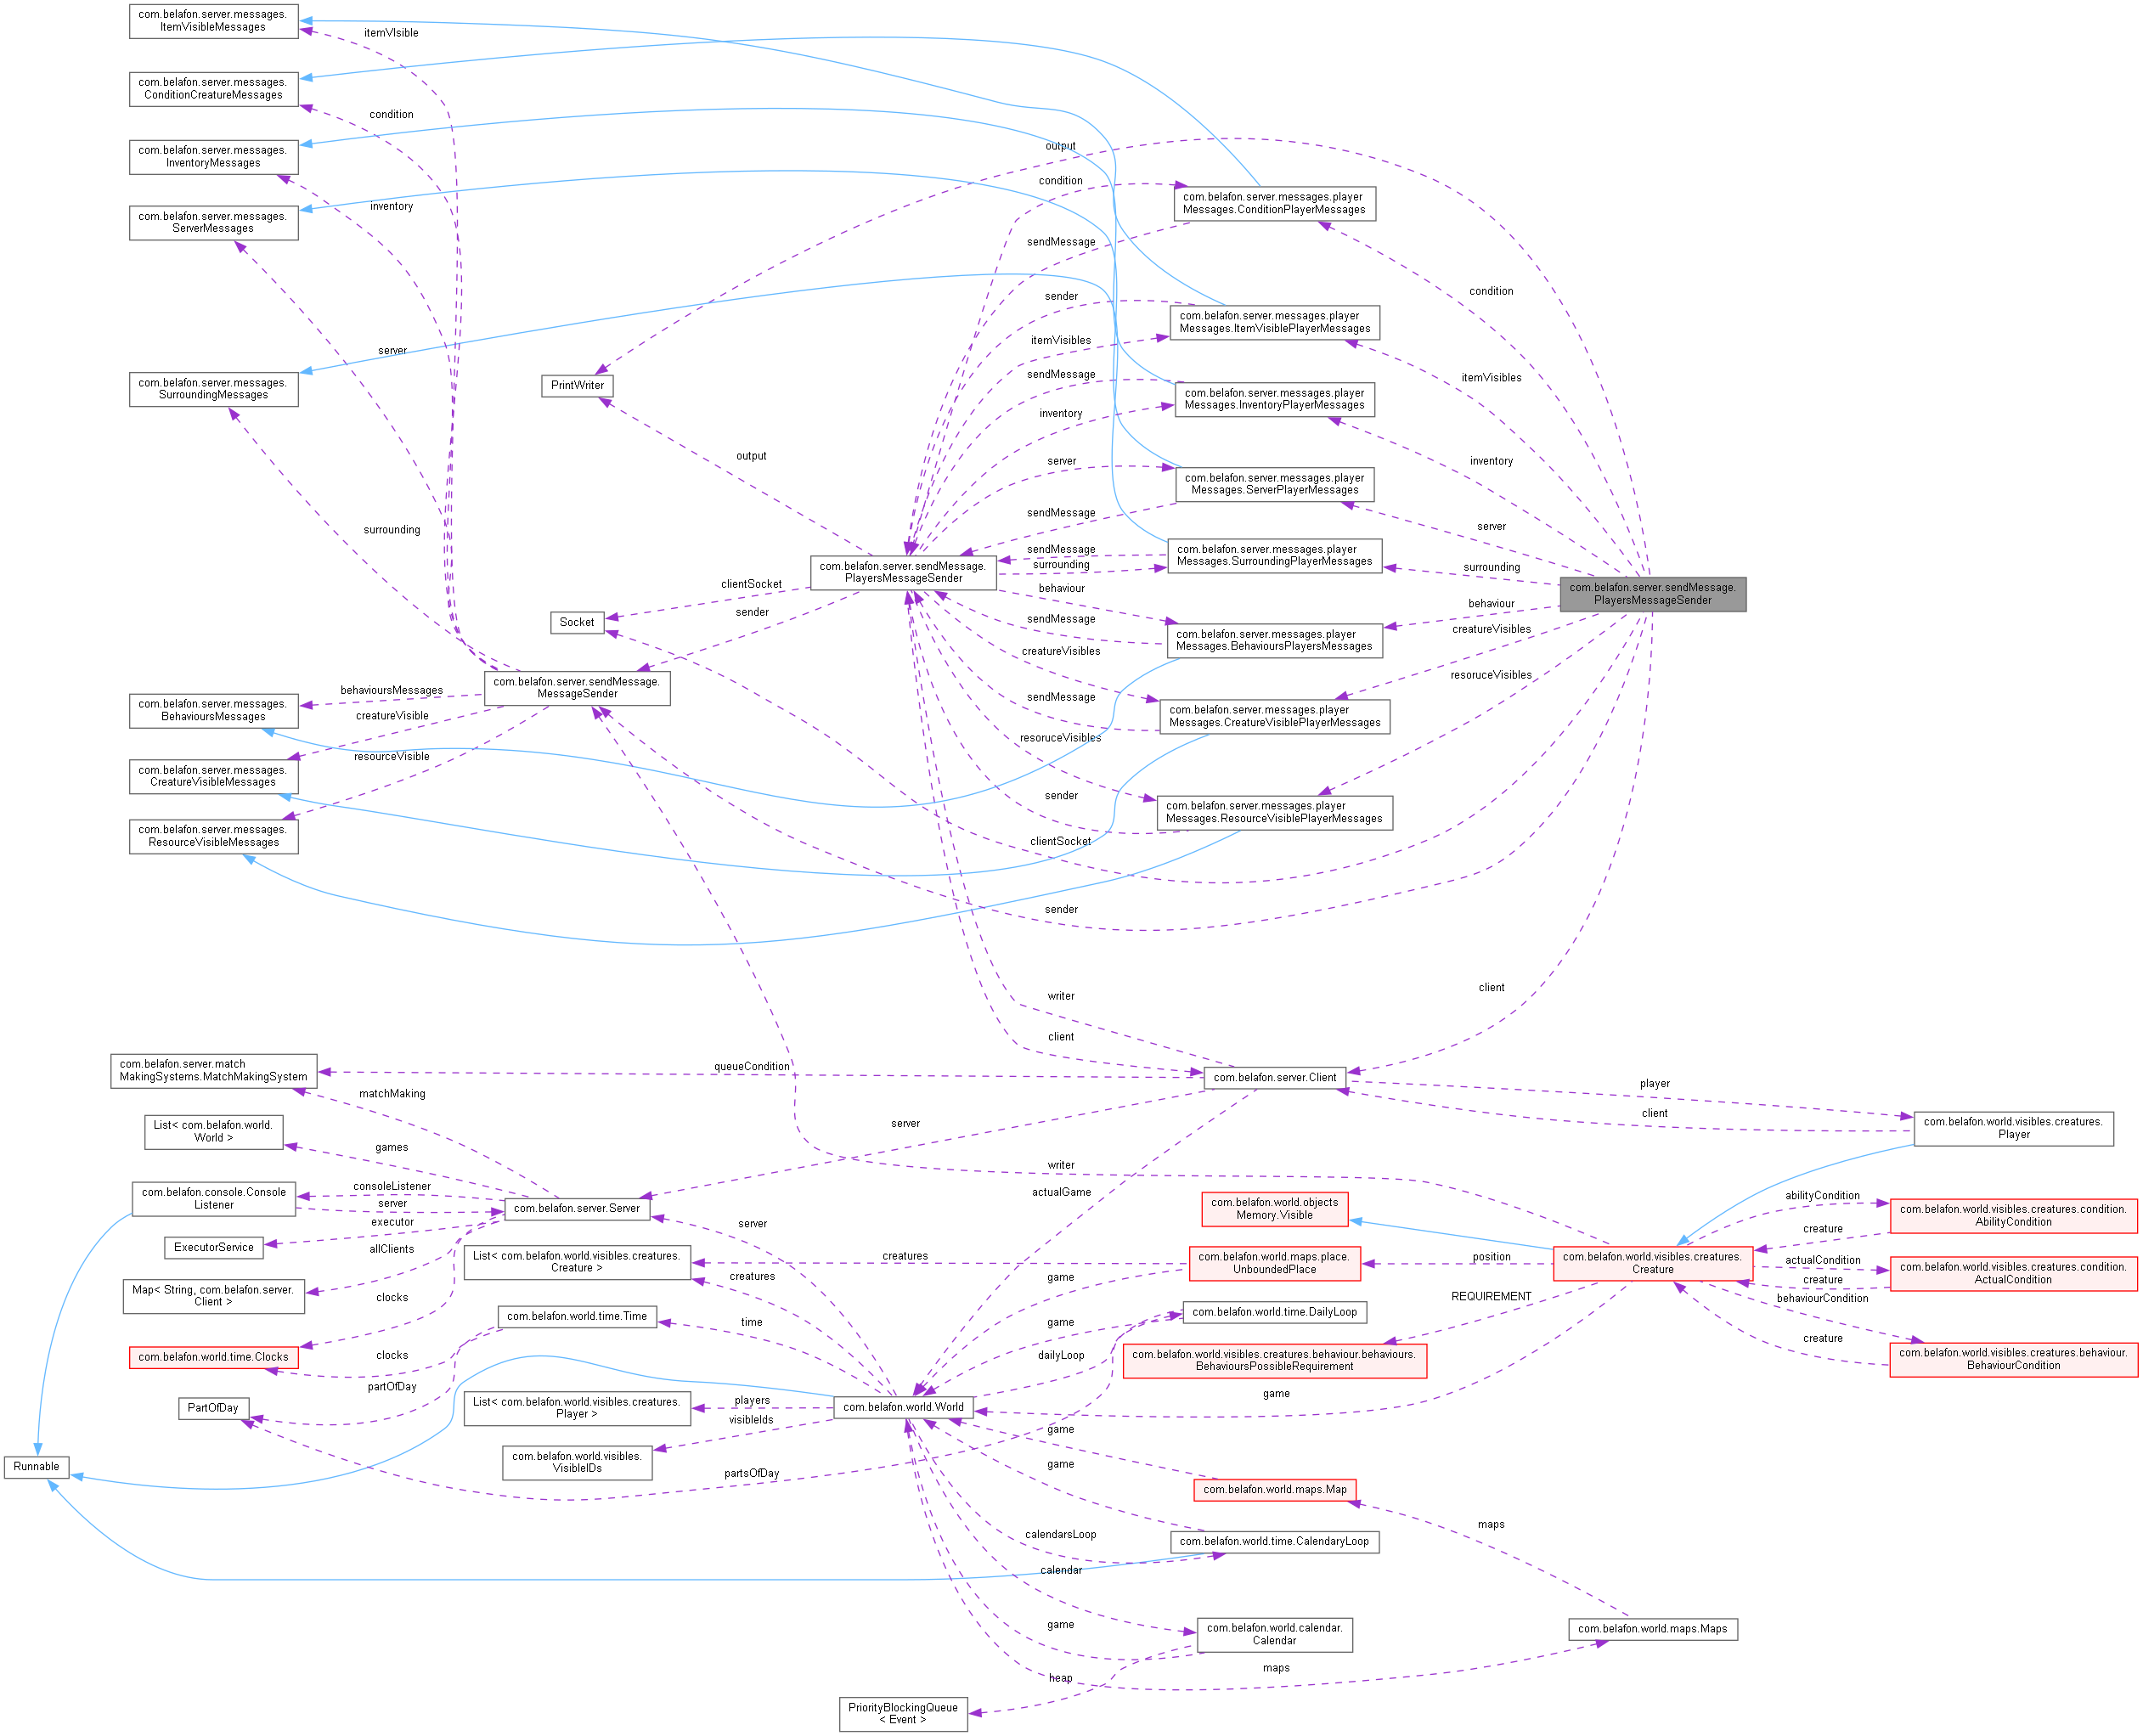 com.belafon.server.messages.
ItemVisibleMessages
itemVIsible
com.belafon.server.messages.
ConditionCreatureMessages
condition
com.belafon.server.messages.
InventoryMessages
inventory
com.belafon.server.messages.
ServerMessages
server
com.belafon.server.messages.
SurroundingMessages
surrounding
com.belafon.server.messages.
BehavioursMessages
behavioursMessages
com.belafon.server.messages.
CreatureVisibleMessages
creatureVisible
com.belafon.server.messages.
ResourceVisibleMessages
resourceVisible
com.belafon.server.sendMessage.
MessageSender
PrintWriter
output
output
Socket
clientSocket
sender
com.belafon.server.sendMessage.
PlayersMessageSender
condition
sendMessage
com.belafon.server.messages.player
Messages.ConditionPlayerMessages
sender
itemVisibles
com.belafon.server.messages.player
Messages.ItemVisiblePlayerMessages
sendMessage
inventory
com.belafon.server.messages.player
Messages.InventoryPlayerMessages
server
sendMessage
com.belafon.server.messages.player
Messages.ServerPlayerMessages
sendMessage
surrounding
com.belafon.server.messages.player
Messages.SurroundingPlayerMessages
behaviour
sendMessage
com.belafon.server.messages.player
Messages.BehavioursPlayersMessages
creatureVisibles
sendMessage
com.belafon.server.messages.player
Messages.CreatureVisiblePlayerMessages
resoruceVisibles
sender
com.belafon.server.messages.player
Messages.ResourceVisiblePlayerMessages
clientSocket
sender
condition
itemVisibles
inventory
server
surrounding
behaviour
creatureVisibles
resoruceVisibles
com.belafon.server.sendMessage.
PlayersMessageSender
client
writer
client
com.belafon.server.match
MakingSystems.MatchMakingSystem
queueCondition
matchMaking
com.belafon.server.Client
player
client
com.belafon.world.visibles.creatures.
Player
List< com.belafon.world.
World >
games
server
actualGame
writer
com.belafon.console.Console
Listener
consoleListener
server
com.belafon.server.Server
executor
ExecutorService
allClients
Map< String, com.belafon.server.
Client >
clocks
List< com.belafon.world.visibles.creatures.
Creature >
server
creatures
creatures
com.belafon.world.objects
Memory.Visible
com.belafon.world.maps.place.
UnboundedPlace
position
game
com.belafon.world.visibles.creatures.
Creature
abilityCondition
creature
com.belafon.world.visibles.creatures.condition.
AbilityCondition
actualCondition
creature
com.belafon.world.visibles.creatures.condition.
ActualCondition
behaviourCondition
creature
com.belafon.world.visibles.creatures.behaviour.
BehaviourCondition
REQUIREMENT
com.belafon.world.visibles.creatures.behaviour.behaviours.
BehavioursPossibleRequirement
game
com.belafon.world.time.Time
time
com.belafon.world.time.DailyLoop
game
dailyLoop
com.belafon.world.time.Clocks
clocks
partOfDay
PartOfDay
List< com.belafon.world.visibles.creatures.
Player >
players
com.belafon.world.World
visibleIds
com.belafon.world.visibles.
VisibleIDs
partsOfDay
Runnable
game
com.belafon.world.maps.Map
game
calendarsLoop
com.belafon.world.time.CalendaryLoop
maps
calendar
game
com.belafon.world.calendar.
Calendar
com.belafon.world.maps.Maps
maps
heap
PriorityBlockingQueue
< Event >